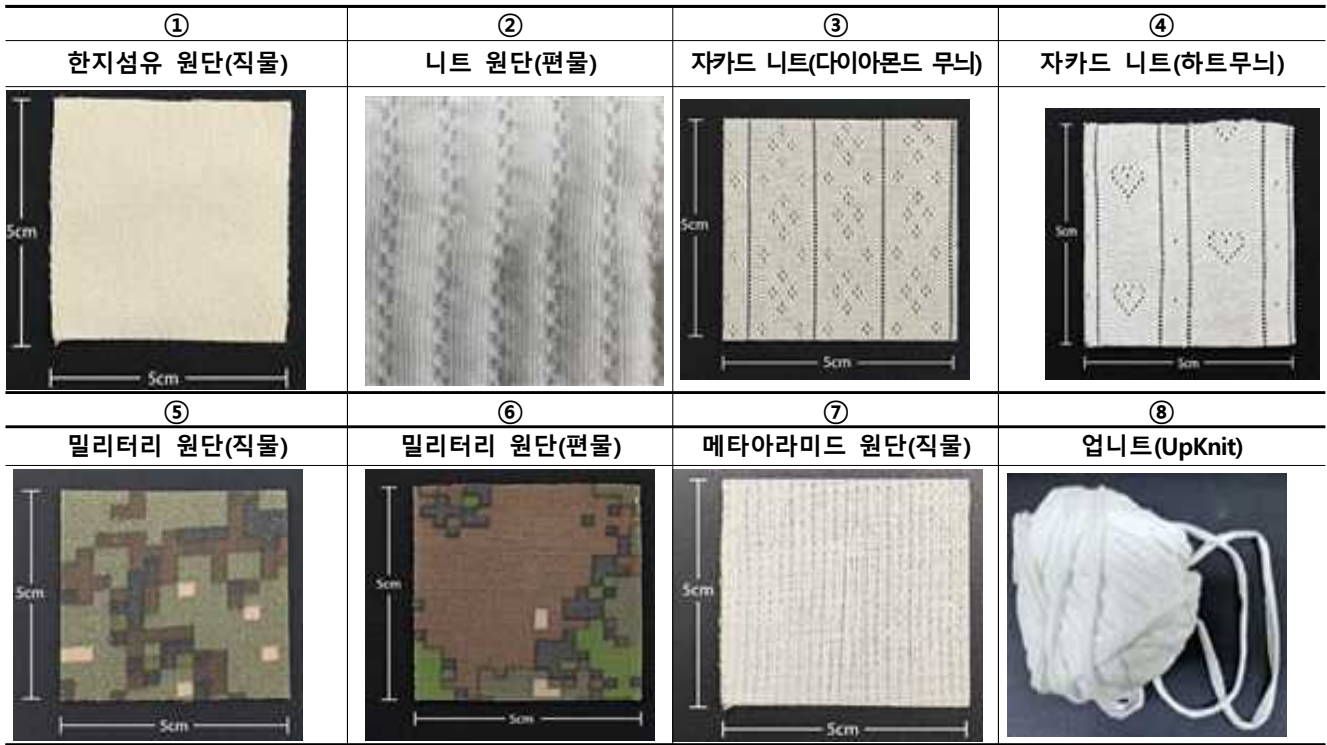 ① ② ③ ④
한지섬유 원단(직물) 니트 원단(편물) 자카드 니트(다이아몬드 무늬) 자카드 니트(하트무늬)
5cm
5cm
5cm
5cm
5cm
5cm
⑤ ⑥ ⑦ ⑧
밀리터리 원단(직물) 밀리터리 원단(편물) 메타아라미드 원단(직물) 업니트(UpKnit)
5cm
5cm
5cm
5cm
5cm
5cm